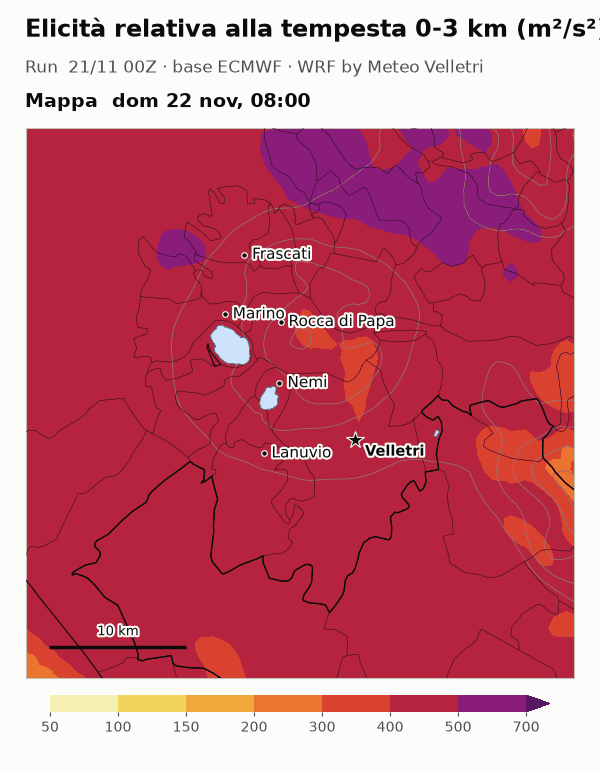 Elicità relativa alla tempesta 0-3 km (m²/s²)
Run 21/11 00Z · base ECMWF · WRF by Meteo Velletri
Mappa dom 22 nov, 08:00
Frascati
Marino
Rocca di Papa
Nemi
Velletri
Lanuvio
10 km
50 100 150 200 300 400 500 700